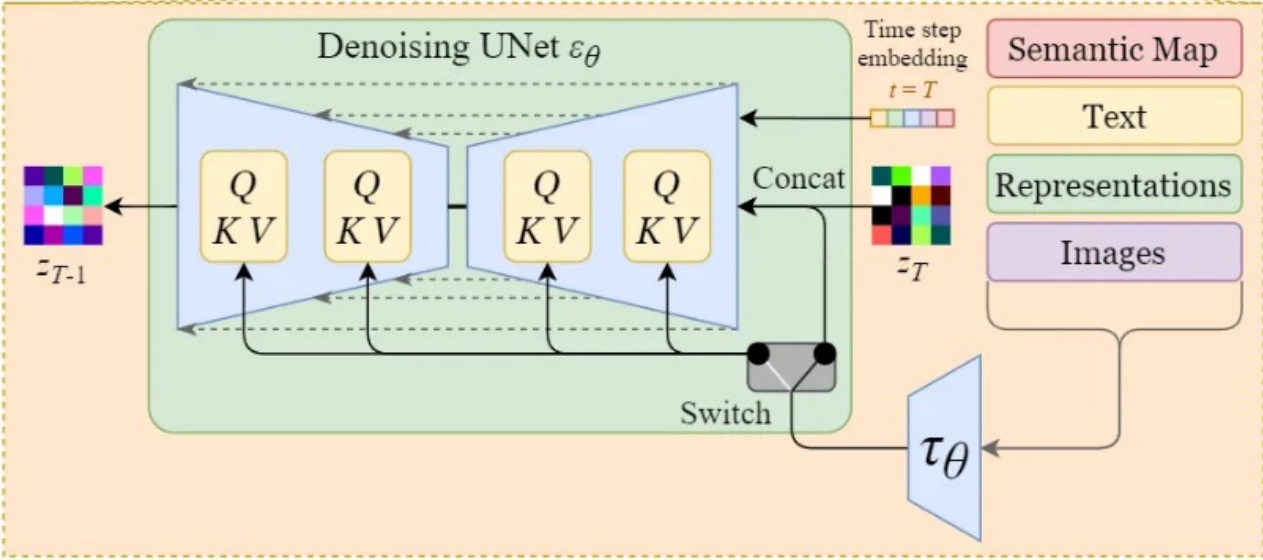 Denoising UNet εθ
Time step
embedding
t = T
Semantic Map
Text
Representations
Images
Q
K V
Q
K V
Q
K V
Q
K V
Concat
zT-1
zT
Switch
τθ